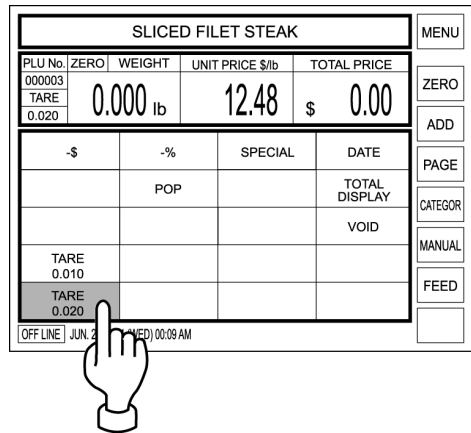 SLICED FILET STEAK
MENU
PLU No. ZERO WEIGHT UNIT PRICE $/lb TOTAL PRICE
000003
TARE
0.020
0.000 lb 12.48 $ 0.00
ZERO
ADD
PAGE
CATEGOR
MANUAL
FEED
-$ -% SPECIAL DATE
POP TOTAL
DISPLAY
VOID
TARE
0.010
TARE
0.020
OFF LINE JUN. 00:09 AM